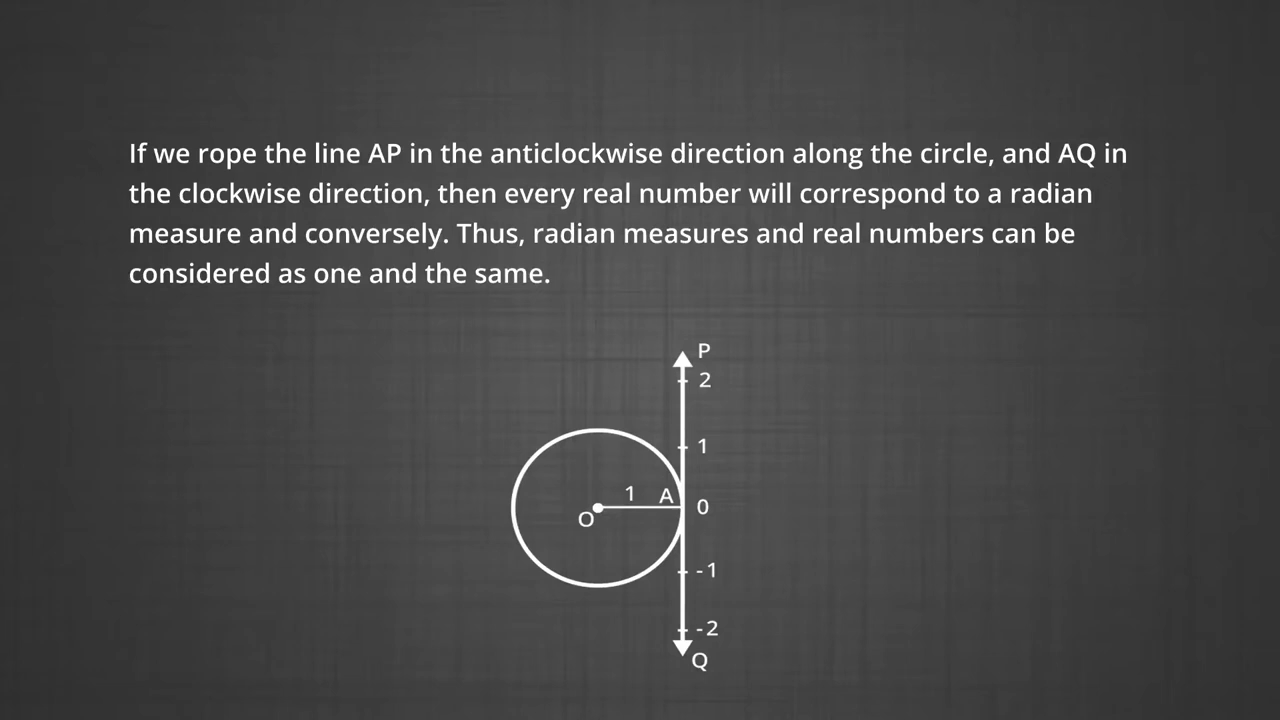 If we rope the line AP in the anticlockwise direction along the circle, and AQ in
the clockwise direction, then every real number will correspond to a radian
measure and conversely. Thus, radian measures and real numbers can be
considered as one and the same.
P
2
1
1 A 0
O
-1
-2
Q